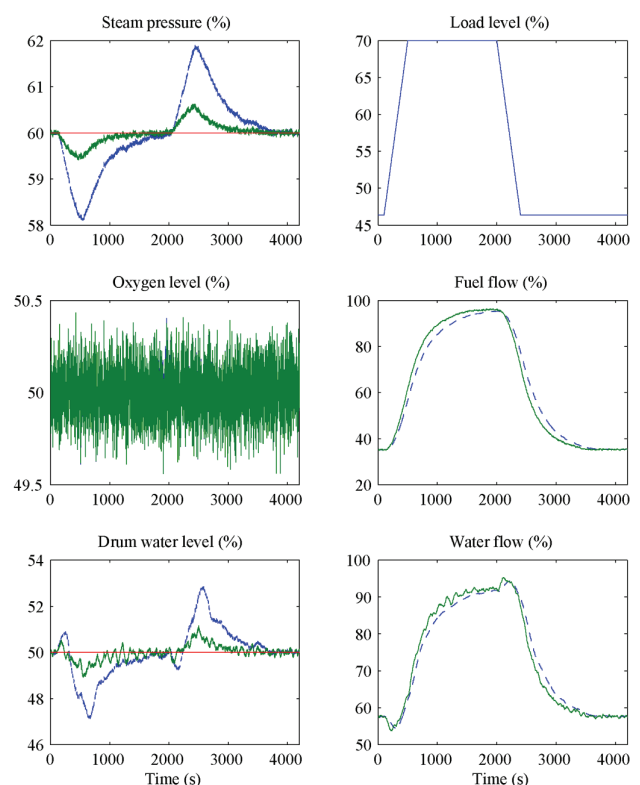 Steam pressure (%)
62
61
60
59
58
0 1000 2000 3000 4000
Load level (%)
70
65
60
55
50
45
0 1000 2000 3000 4000
Oxygen level (%)
50.5
50
49.5
0 1000 2000 3000 4000
Fuel flow (%)
100
80
60
40
20
0 1000 2000 3000 4000
Drum water level (%)
54
52
50
48
46
0 1000 2000 3000 4000
Time (s)
Water flow (%)
100
90
80
70
60
50
0 1000 2000 3000 4000
Time (s)